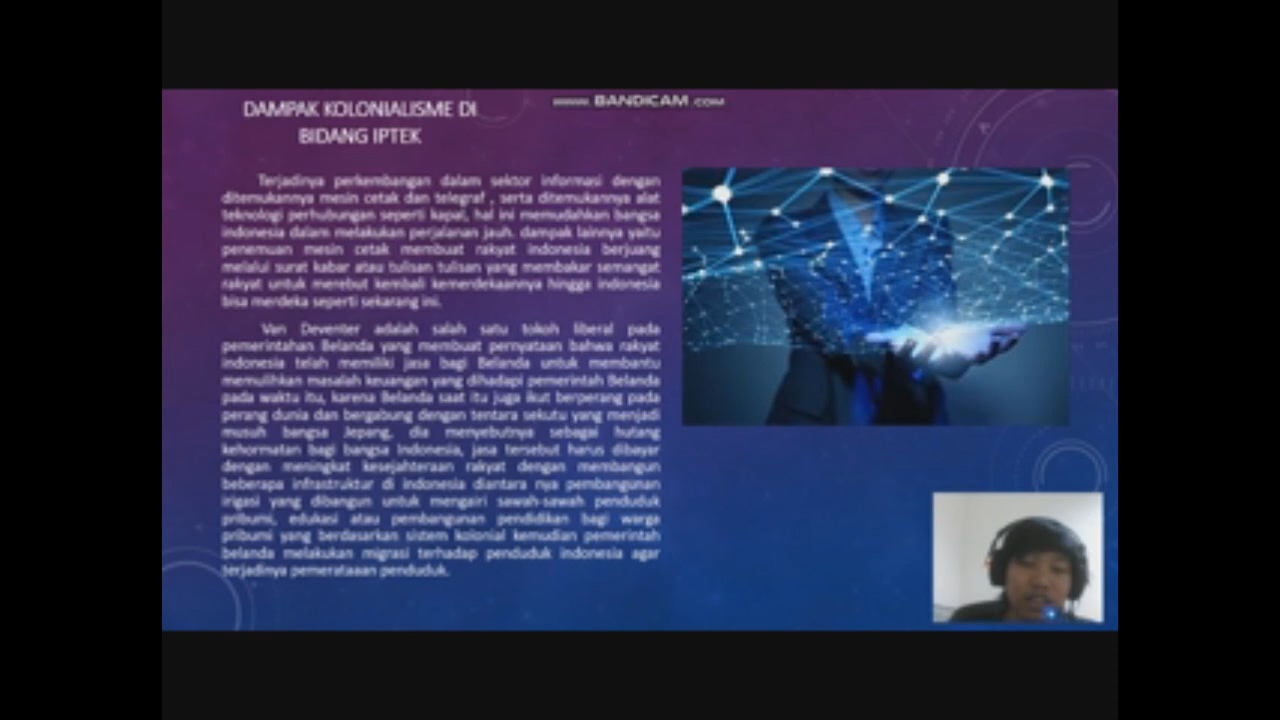 www. BANDICAM .COM
DAMPAK KOLONIALISME DI
BIDANG IPTEK
Terjadinya perkembangan dalam sektor informasi dengan
ditemukannya mesin cetak dan telegraf , serta ditemukannya alat
teknologi perhubungan seperti kapal, hal ini memudahkan bangsa
indonesia dalam melakukan perjalanan jauh. dampak lainnya yaitu
penemuan mesin cetak membuat rakyat indonesia berjuang
melalui surat kabar atau tulisan tulisan yang membakar semangat
rakyat untuk merebut kembali kemerdekaannya hingga indonesia
bisa merdeka seperti sekarang ini.
Van Deventer adalah salah satu tokoh liberal pada
pemerintahan Belanda yang membuat pernyataan bahwa rakyat
indonesia telah memiliki jasa bagi Belanda untuk membantu
memulihkan masalah keuangan yang dihadapi pemerintah Belanda
pada waktu itu, karena Belanda saat itu juga ikut berperang pada
perang dunia dan bergabung dengan tentara sekutu yang menjadi
musuh bangsa Jepang, dia menyebutnya sebagai hutang
kehormatan bagi bangsa Indonesia, jasa tersebut harus dibayar
dengan meningkat kesejahteraan rakyat dengan membangun
beberapa infrastruktur di indonesia diantara nya pembangunan
irigasi yang dibangun untuk mengairi sawah-sawah penduduk
pribumi, edukasi atau pembangunan pendidikan bagi warga
pribumi yang berdasarkan sistem kolonial kemudian pemerintah
belanda melakukan migrasi terhadap penduduk indonesia agar
terjadinya pemerataaan penduduk.